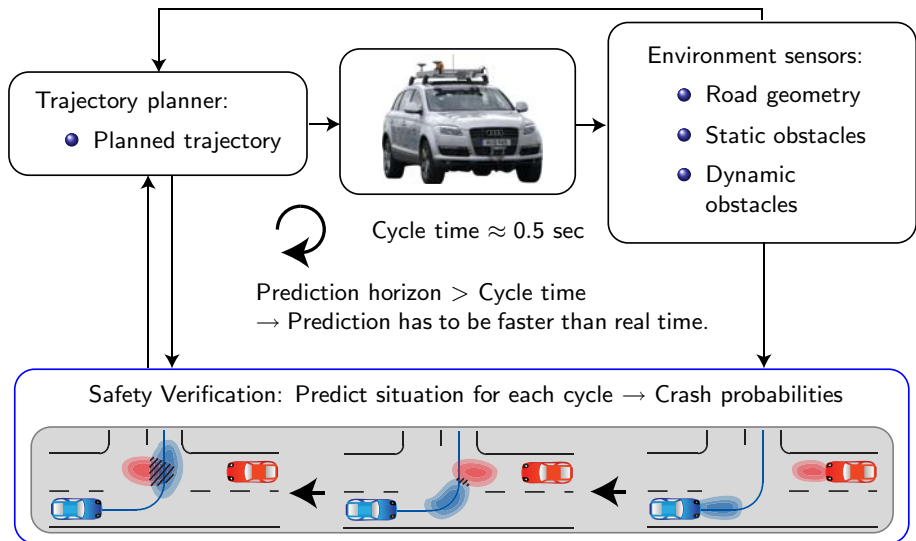 Trajectory planner:
Planned trajectory
Environment sensors:
Road geometry
Static obstacles
Dynamic
obstacles
Cycle time ≈ 0.5 sec
Prediction horizon > Cycle time
→ Prediction has to be faster than real time.
Safety Verification: Predict situation for each cycle → Crash probabilities